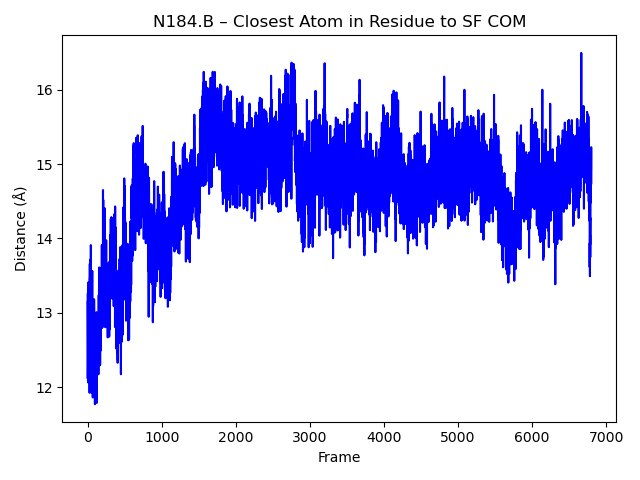 N184.B – Closest Atom in Residue to SF COM
Distance (Å)
16
15
14
13
12
0 1000 2000 3000 4000 5000 6000 7000
Frame